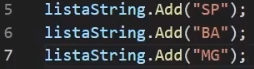 5 listaString.Add("SP");
6 listaString.Add("BA");
7 listaString.Add("MG");